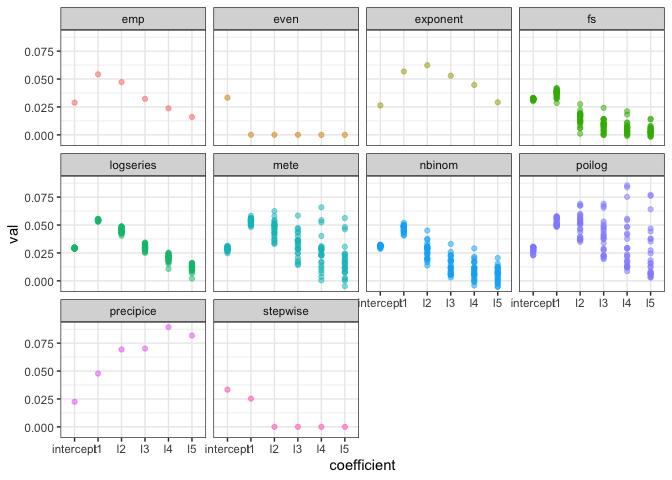 emp even exponent fs
0.075
0.050
0.025
0.000
logseries mete nbinom poilog
0.075
0.050
0.025
0.000
intercept l1 l2 l3 l4 l5 intercept l1 l2 l3 l4 l5
precipice stepwise
0.075
0.050
0.025
0.000
intercept l1 l2 l3 l4 l5 intercept l1 l2 l3 l4 l5
val
coefficient